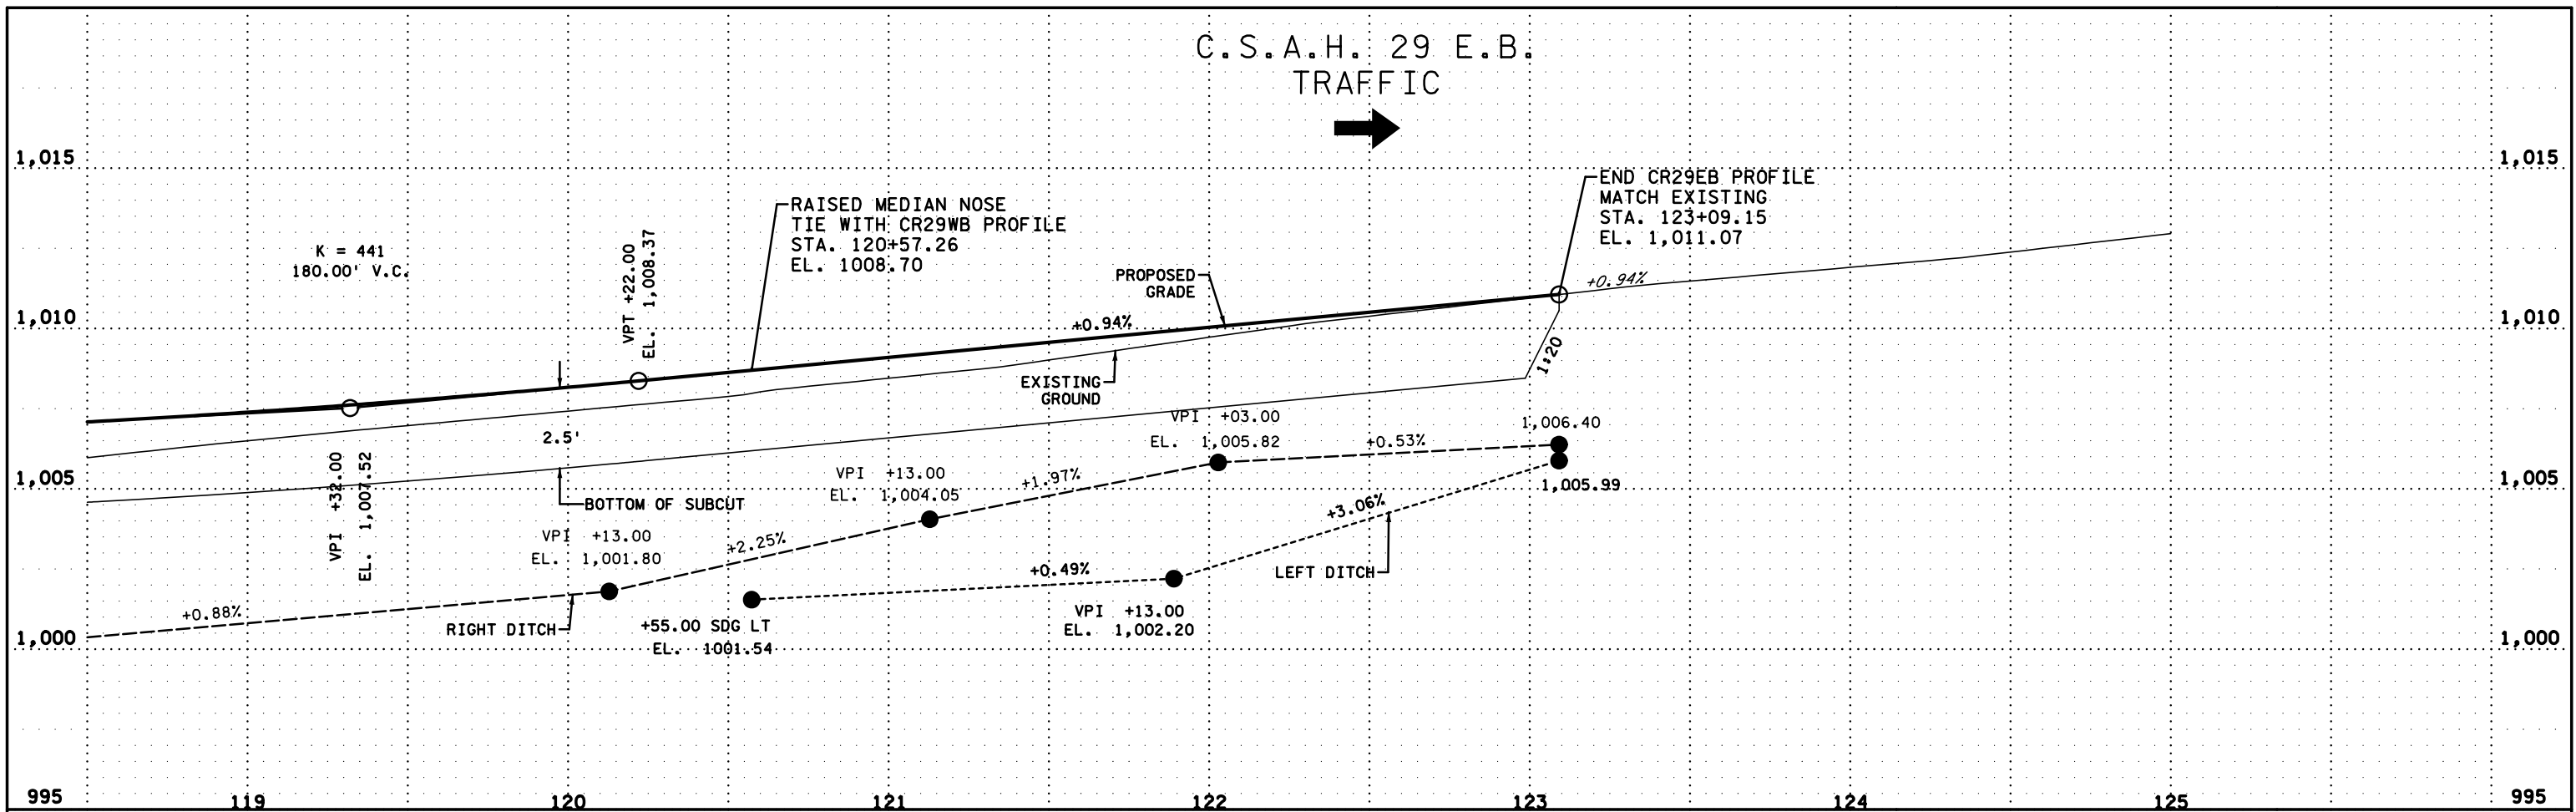 C.S.A.H. 29 E.B.
TRAFFIC
1,015
1,015
END CR29EB PROFILE
MATCH EXISTING
STA. 123+09.15
EL. 1,011.07
RAISED MEDIAN NOSE
TIE WITH CR29WB PROFILE
STA. 120+57.26
EL. 1008.70
K = 441
180.00' V.C.
VPT +22.00
EL. 1,008.37
PROPOSED
GRADE
+0.94%
+0.94%
1,010
1,010
EXISTING
GROUND
1:20
2.5'
VPI +32.00
EL. 1,007.52
VPI +03.00
EL. 1,005.82
+0.53%
1,006.40
1,005.99
1,005
1,005
VPI +13.00
EL. 1,004.05
+1.97%
BOTTOM OF SUBCUT
+3.06%
VPI +13.00
EL. 1,001.80
+2.25%
+0.49%
LEFT DITCH
+0.88%
RIGHT DITCH
+55.00 SDG LT
EL. 1001.54
VPI +13.00
EL. 1,002.20
1,000
1,000
995
119
120
121
122
123
124
125
995